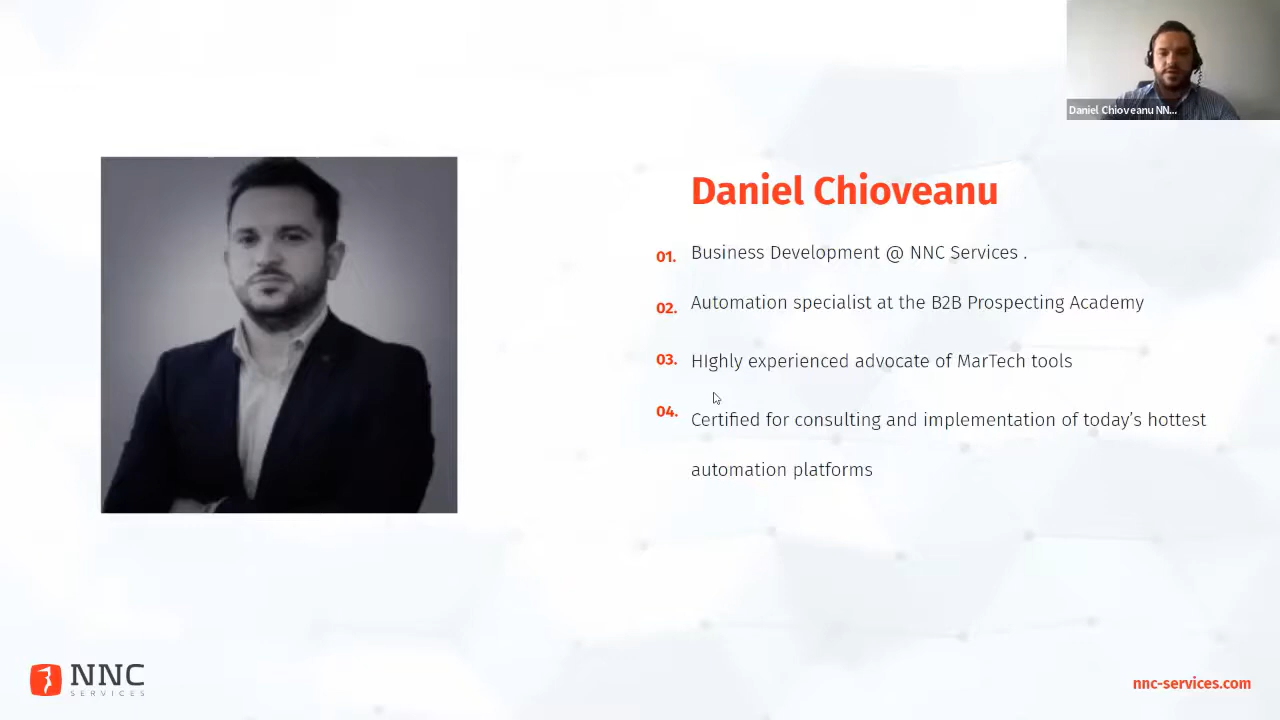 Daniel Chioveanu NN...
Daniel Chioveanu
01. Business Development @ NNC Services .
02. Automation specialist at the B2B Prospecting Academy
03. HIghly experienced advocate of MarTech tools
04. Certified for consulting and implementation of today’s hottest
automation platforms
NNC
SERVICES
nnc-services.com